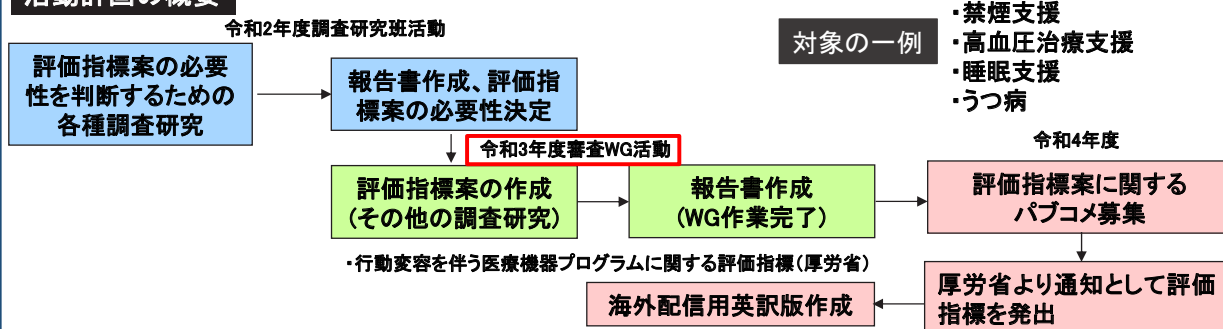 活動計画の概要
令和2年度調査研究班活動
評価指標案の必要
性を判断するための
各種調査研究
報告書作成、評価指
標案の必要性決定
対象の一例
・禁煙支援
・高血圧治療支援
・睡眠支援
・うつ病
令和3年度審査WG活動
評価指標案の作成
(その他の調査研究)
報告書作成
(WG作業完了)
令和4年度
評価指標案に関する
パブコメ募集
・行動変容を伴う医療機器プログラムに関する評価指標(厚労省)
厚労省より通知として評価
指標を発出
海外配信用英訳版作成